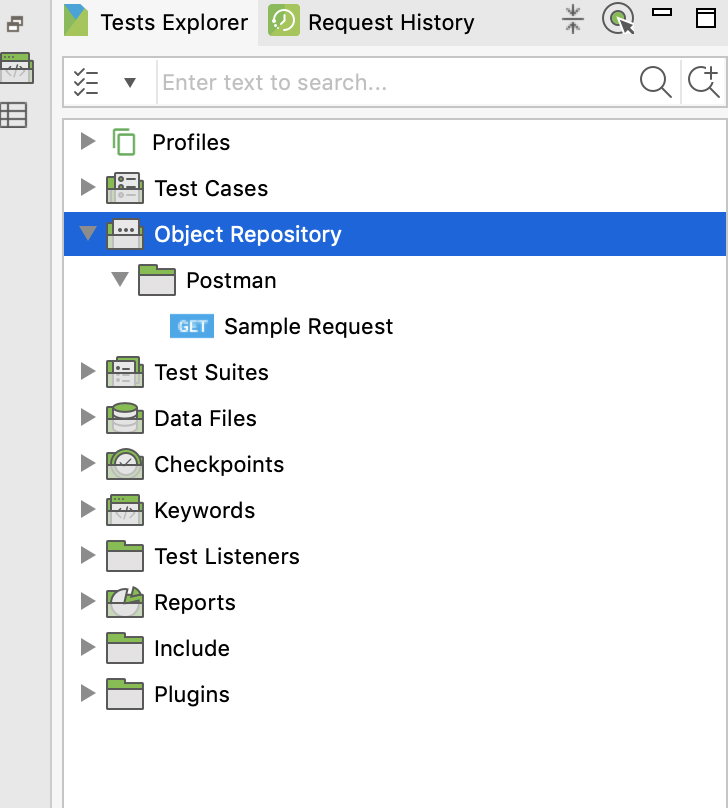 Tests Explorer
Request History
Enter text to search...
Profiles
Test Cases
Object Repository
Postman
GET Sample Request
Test Suites
Data Files
Checkpoints
Keywords
Test Listeners
Reports
Include
Plugins